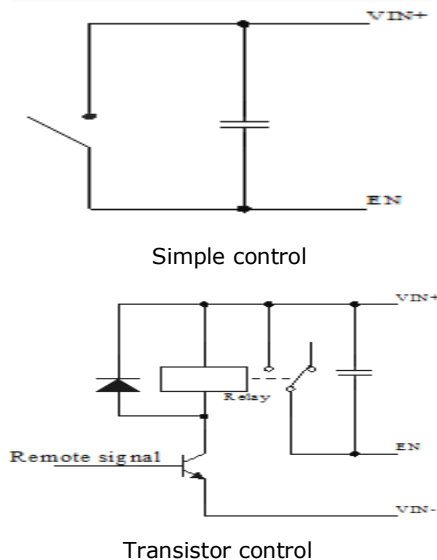 VIN+
EN
Simple control
VIN+
Relay
EN
Remote signal
VIN-
Transistor control